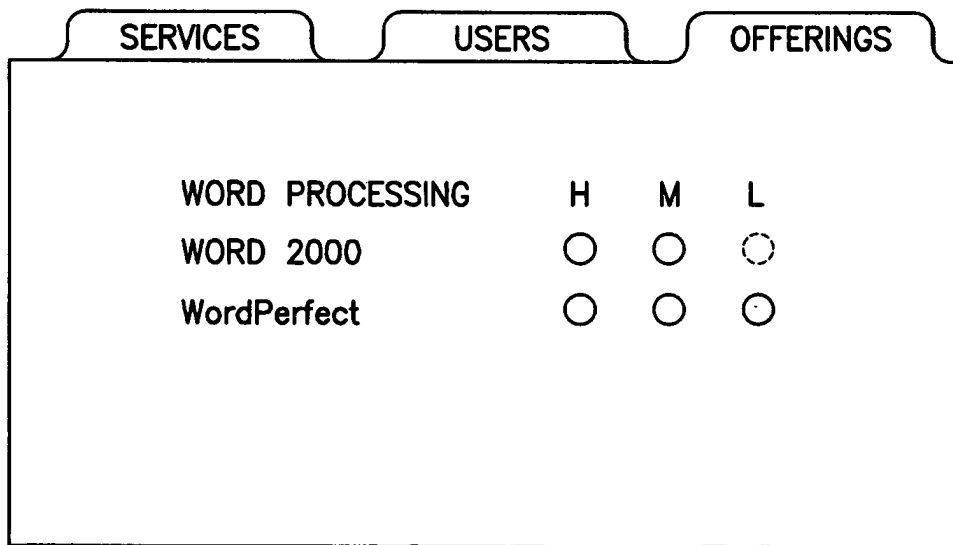 SERVICES USERS OFFERINGS
WORD PROCESSING H M L
WORD 2000
WordPerfect